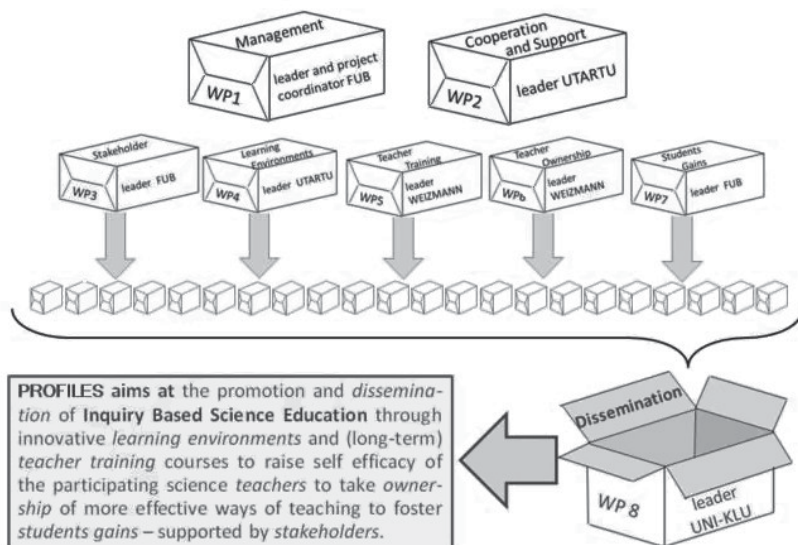 Management
leader and project
coordinator FUB
WP1
Cooperation
and Support
leader UTARTU
WP2
Stakeholder
leader FUB
WP3
Learning
Environments
leader UTARTU
WP4
Teacher
Training
leader
WEIZMANN
WP5
Teacher
Ownership
leader
WEIZMANN
WP6
Students
Gains
leader FUB
WP7
PROFILES aims at the promotion and dissemina-
tion of Inquiry Based Science Education through
innovative learning environments and (long-term)
teacher training courses to raise self efficacy of
the participating science teachers to take owner-
ship of more effective ways of teaching to foster
students gains – supported by stakeholders.
Dissemination
WP 8
leader
UNI-KLU